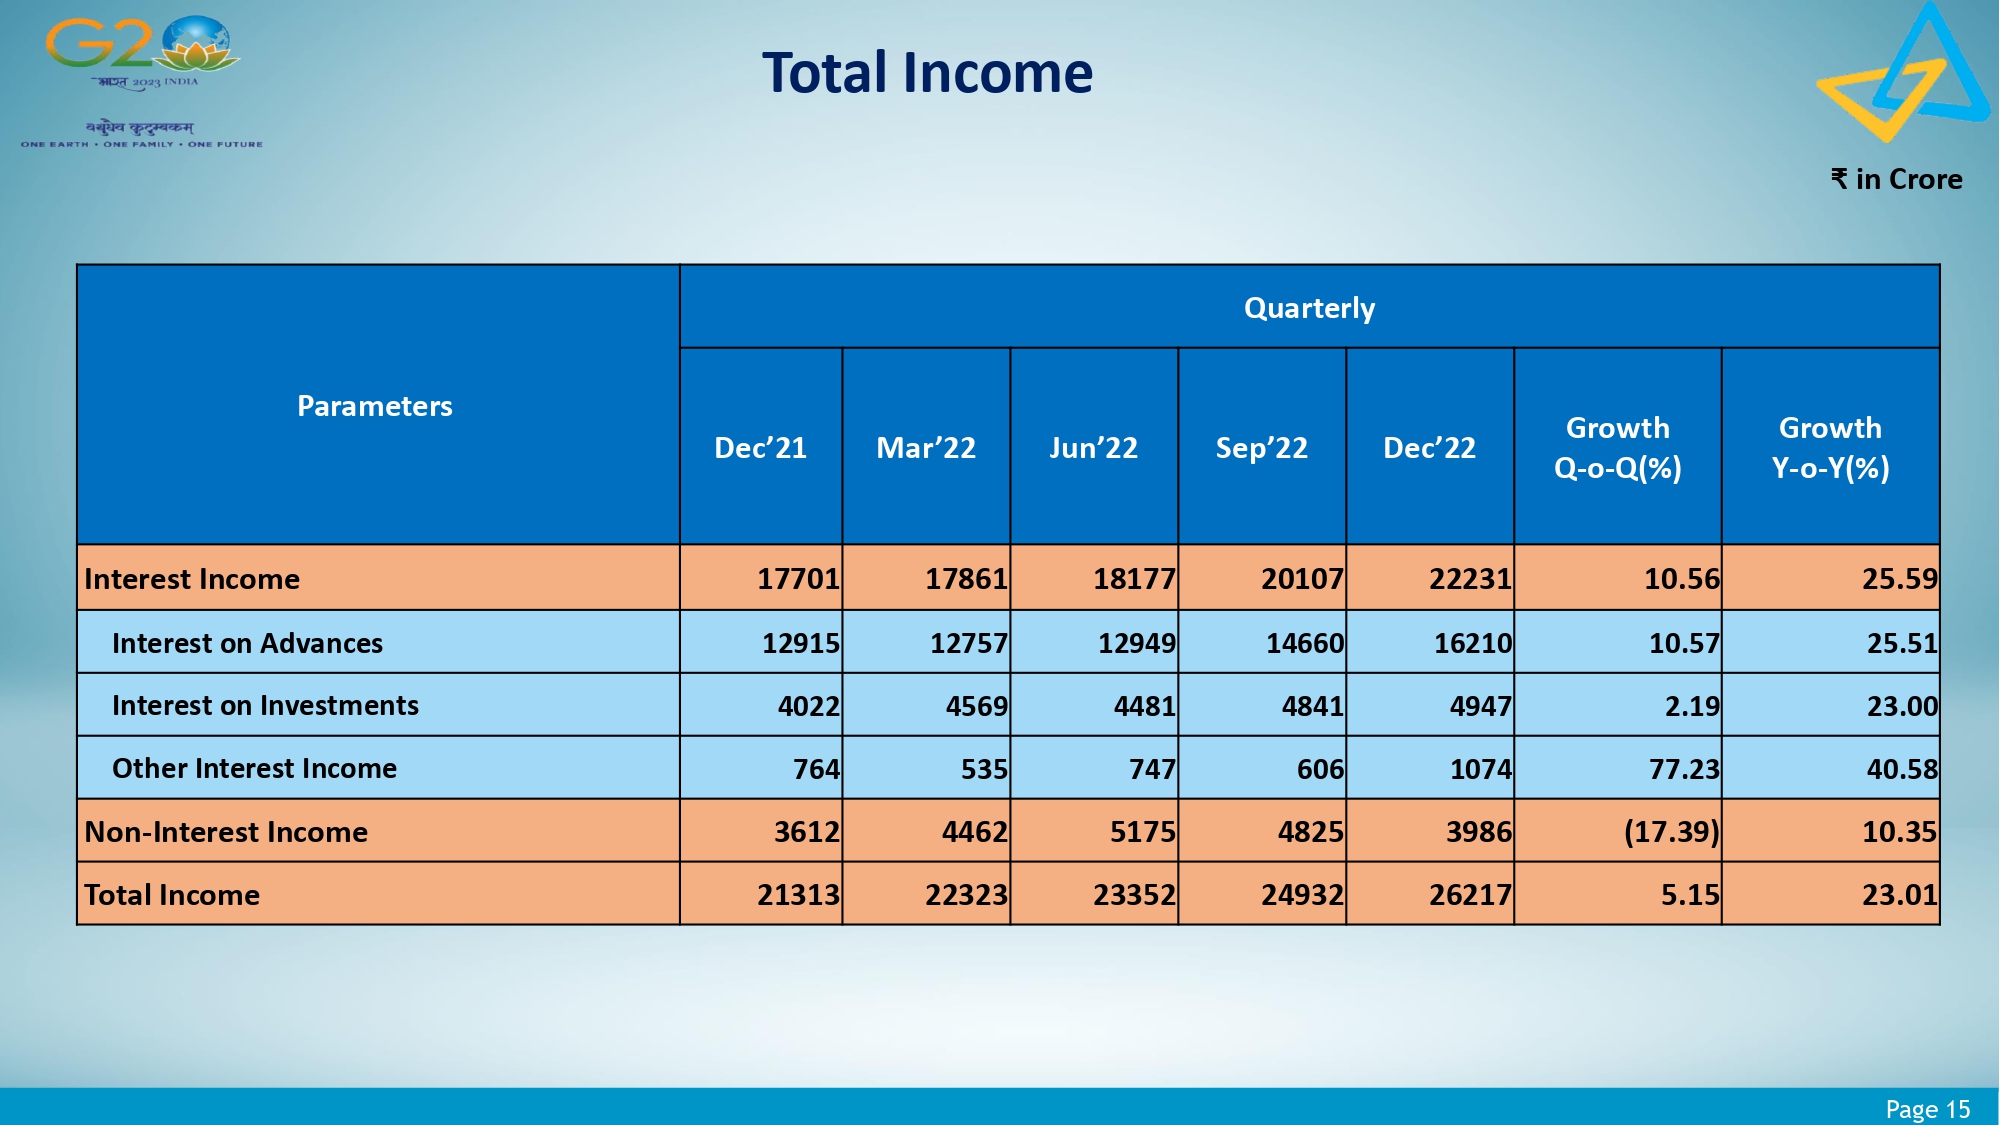 G20
भारत 2023 INDIA
वसुधैव कुटुम्बकम्
ONE EARTH • ONE FAMILY • ONE FUTURE
Total Income
₹ in Crore
Parameters
Quarterly
Dec’21 Mar’22 Jun’22 Sep’22 Dec’22 Growth Q-o-Q(%) Growth Y-o-Y(%)
Interest Income 17701 17861 18177 20107 22231 10.56 25.59
Interest on Advances 12915 12757 12949 14660 16210 10.57 25.51
Interest on Investments 4022 4569 4481 4841 4947 2.19 23.00
Other Interest Income 764 535 747 606 1074 77.23 40.58
Non-Interest Income 3612 4462 5175 4825 3986 (17.39) 10.35
Total Income 21313 22323 23352 24932 26217 5.15 23.01
Page 15